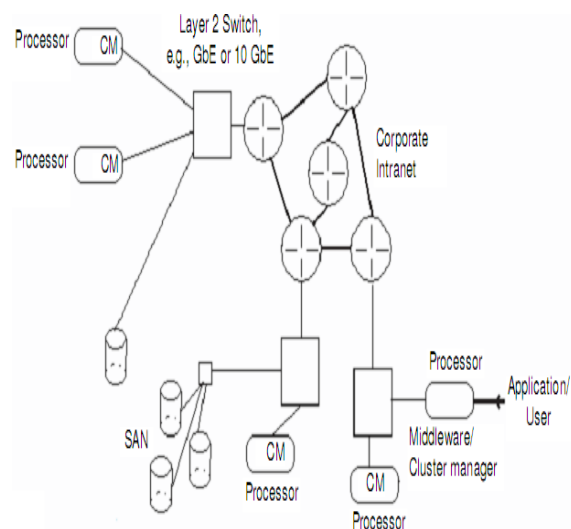 Layer 2 Switch,
e.g., GbE or 10 GbE
Processor
CM
Processor
CM
Corporate
Intranet
Processor
Application/
User
SAN
Middleware/
Cluster manager
CM
Processor
CM
Processor